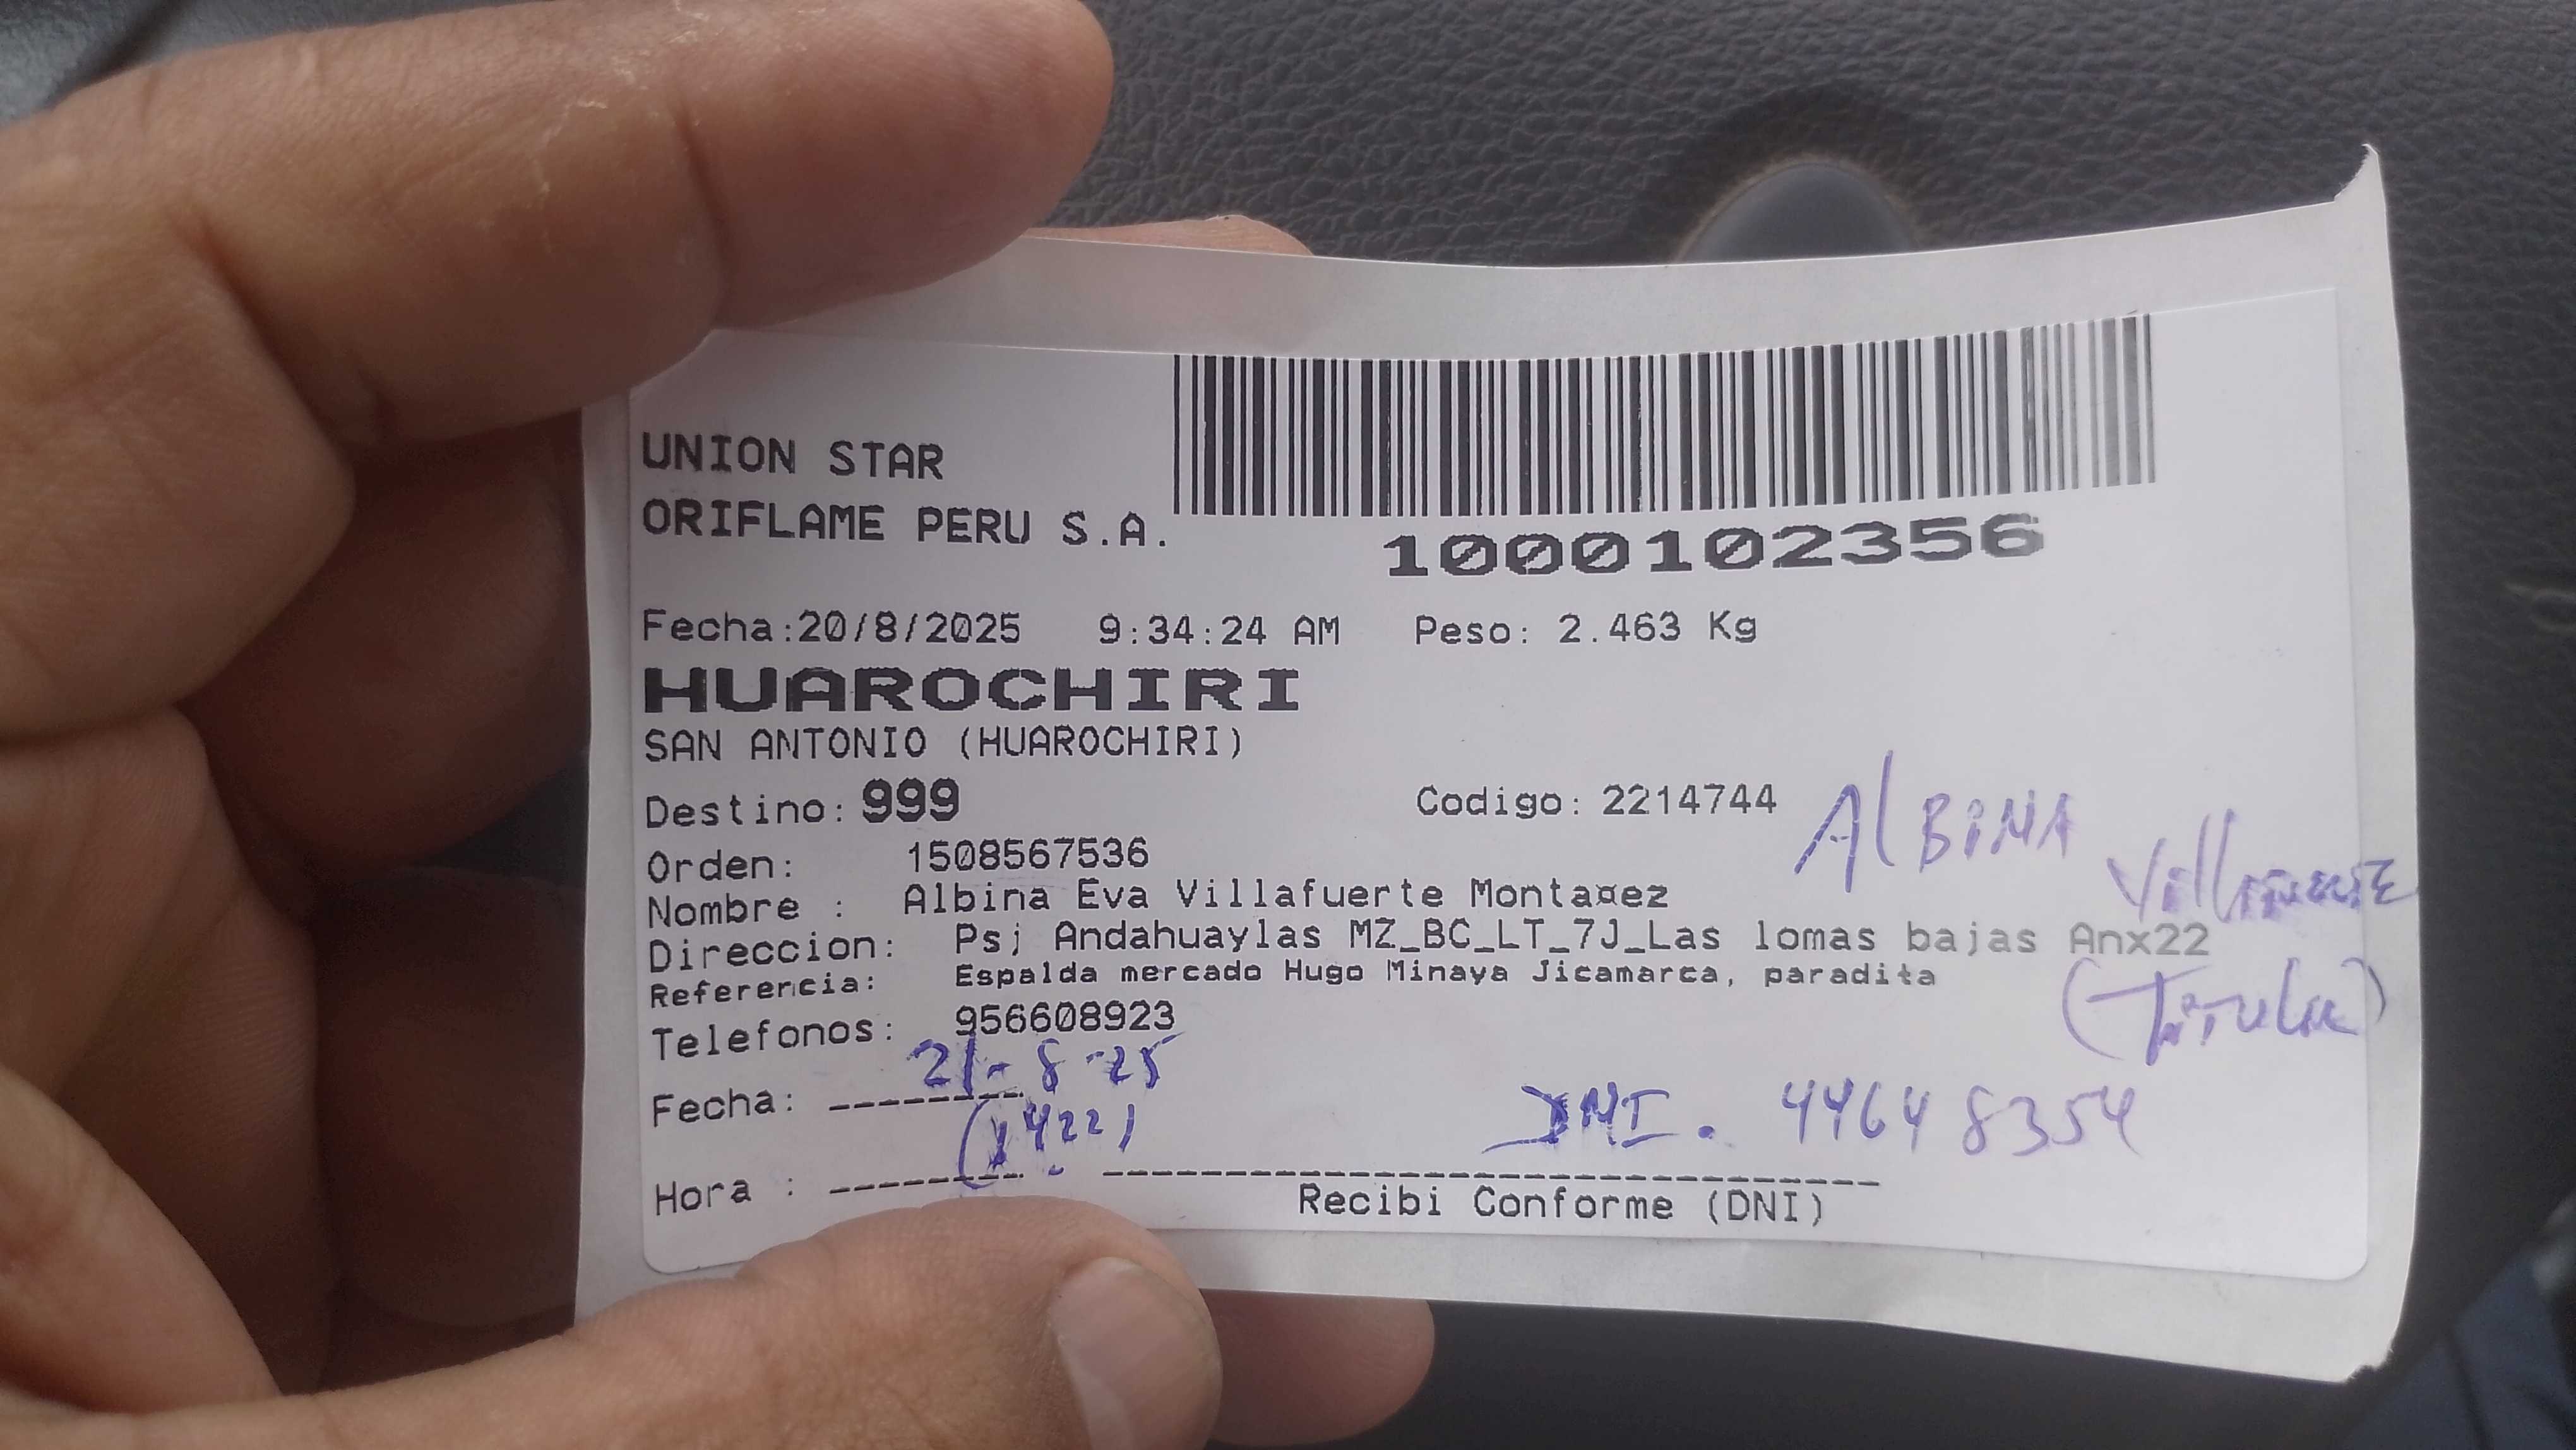 UNION STAR
ORIFLAME PERU S.A.
1000102356
Fecha:20/8/2025 9:34:24 AM Peso: 2.463 Kg
HUAROCHIRI
SAN ANTONIO (HUAROCHIRI)
Destino: 999 Codigo: 2214744
AlBiNA
Orden: 1508567536
Nombre : Albina Eva Villafuerte Montañez
Direccion: Psj Andahuaylas MZ_BC_LT_7J_Las lomas bajas Anx22
Referencia: Espalda mercado Hugo Minaya Jicamarca, paradita
(Titular)
Telefonos: 956608923
Fecha: 21-8-25
DNI. 44648354
Hora : (1422)
Recibi Conforme (DNI)